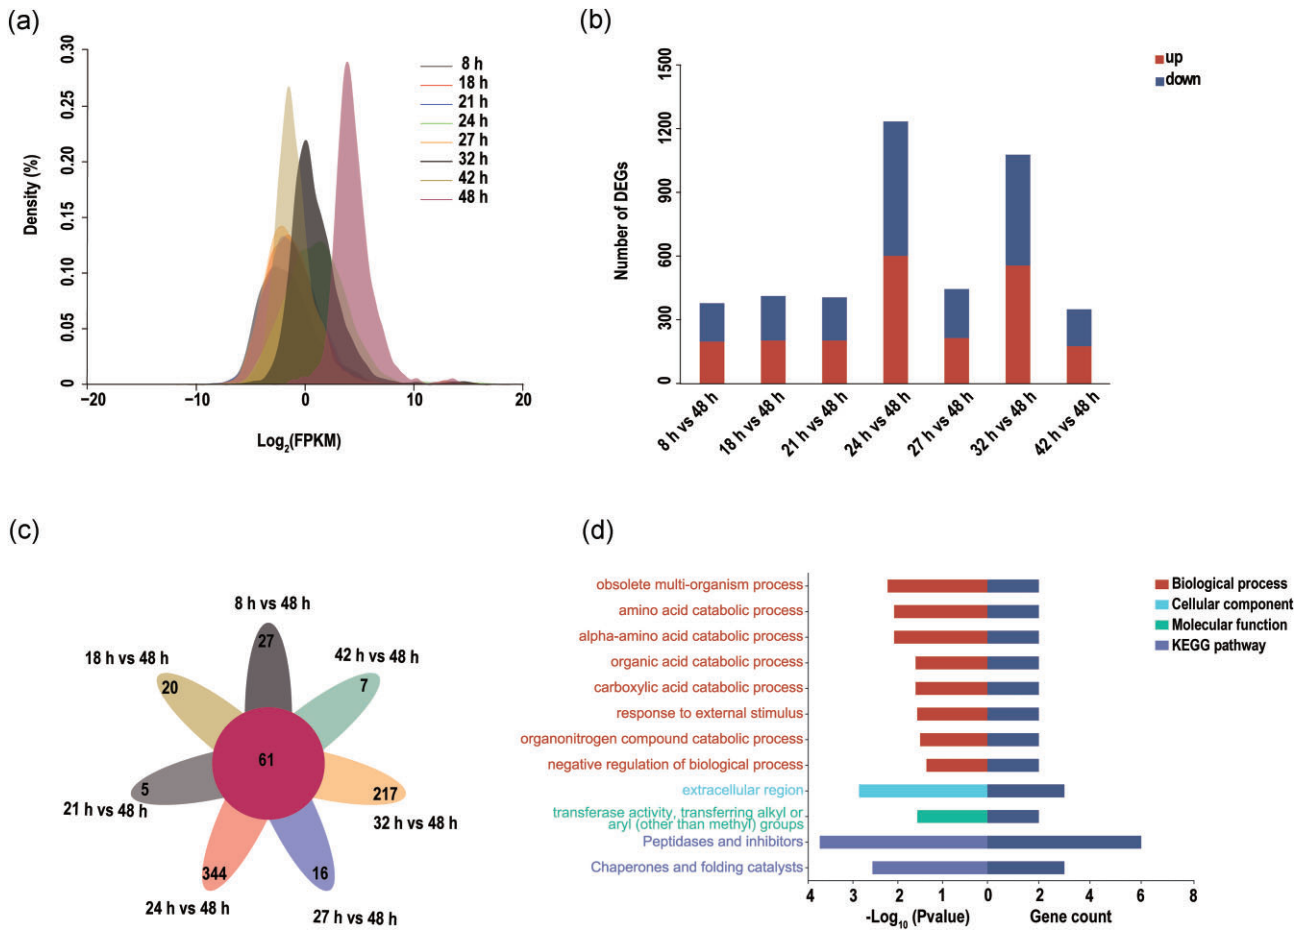 (a)
0.30
0.25
0.20
0.15
0.10
0.05
0
Density (%)
−20
−10
0
10
20
Log2(FPKM)
8 h
18 h
21 h
24 h
27 h
32 h
42 h
48 h
(b)
1500
1200
900
600
300
0
Number of DEGs
up
down
8 h vs 48 h
18 h vs 48 h
21 h vs 48 h
24 h vs 48 h
27 h vs 48 h
32 h vs 48 h
42 h vs 48 h
(c)
8 h vs 48 h
27
42 h vs 48 h
7
18 h vs 48 h
20
61
5
21 h vs 48 h
217
32 h vs 48 h
344
24 h vs 48 h
16
27 h vs 48 h
(d)
obsolete multi-organism process
amino acid catabolic process
alpha-amino acid catabolic process
organic acid catabolic process
carboxylic acid catabolic process
response to external stimulus
organonitrogen compound catabolic process
negative regulation of biological process
extracellular region
transferase activity, transferring alkyl or
aryl (other than methyl) groups
Peptidases and inhibitors
Chaperones and folding catalysts
4 3 2 1 0 2 4 6 8
-Log10 (Pvalue)
Gene count
Biological process
Cellular component
Molecular function
KEGG pathway